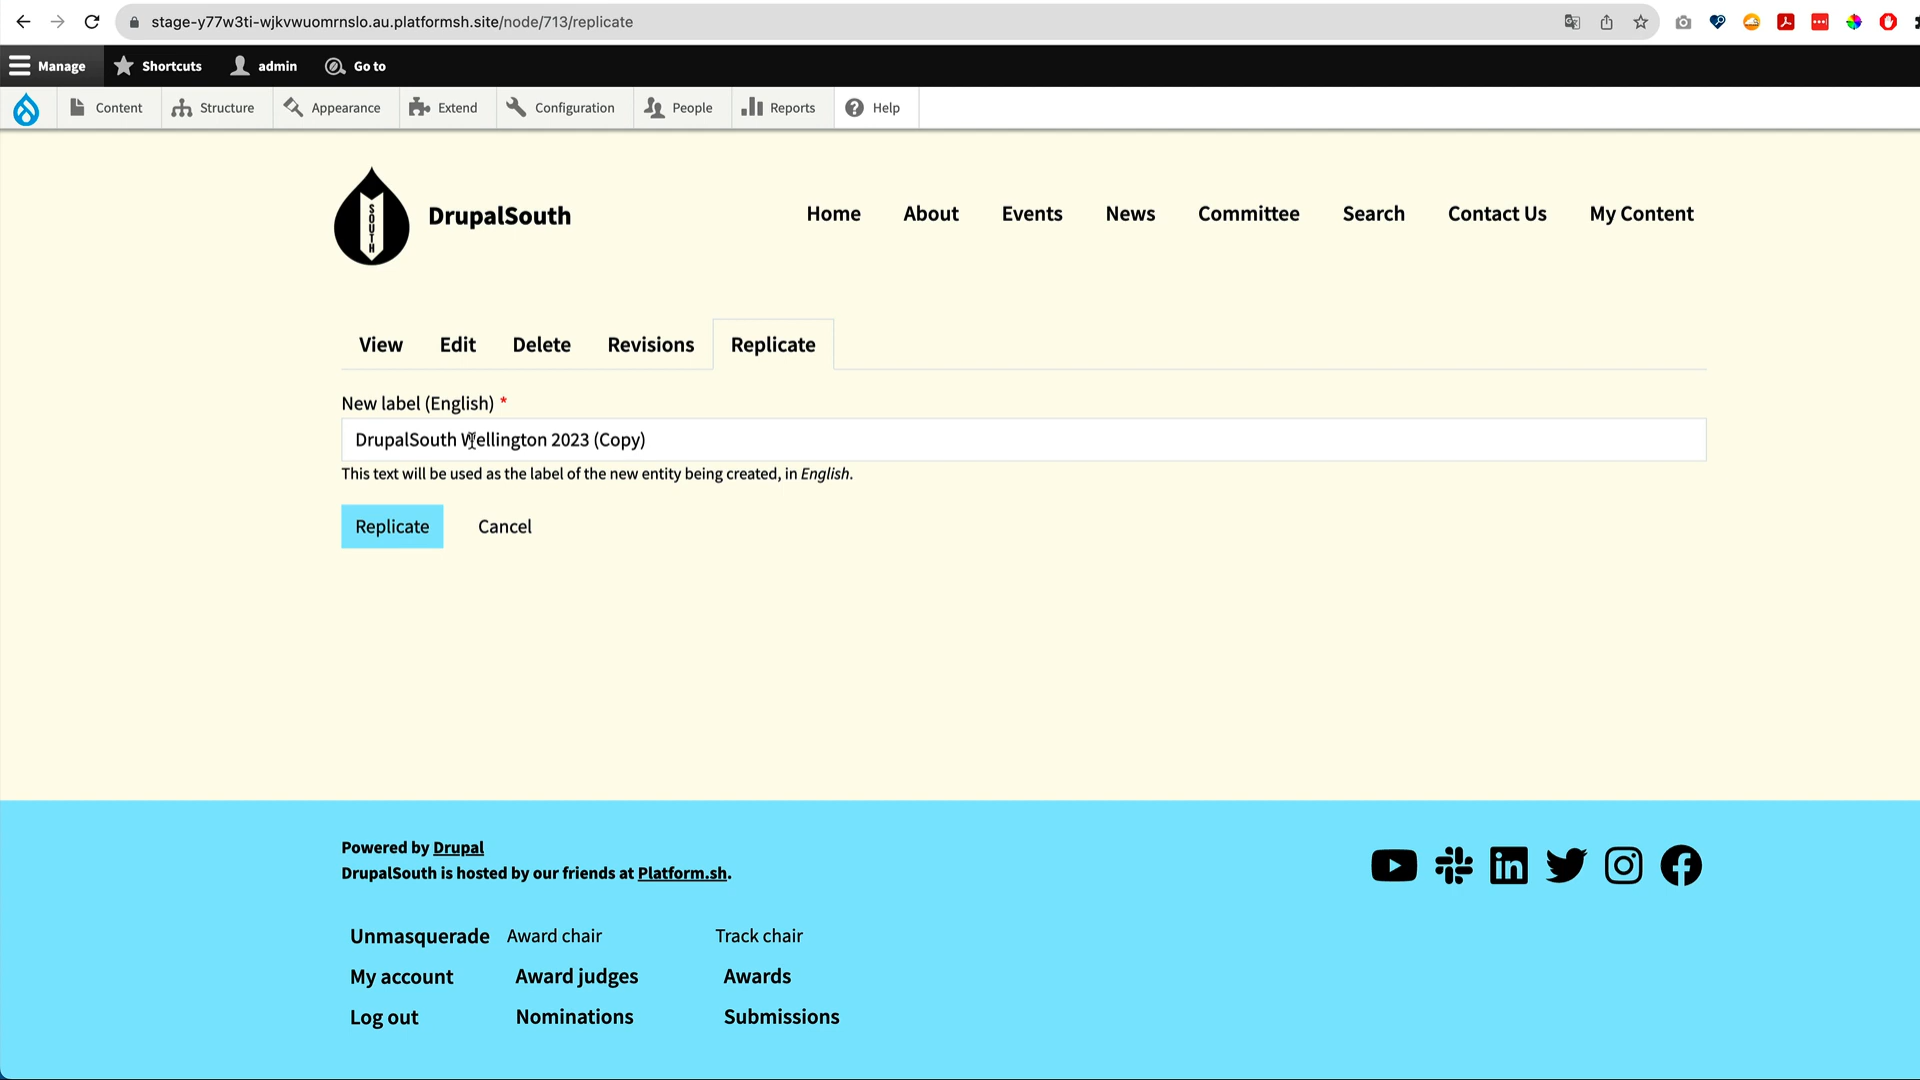 stage-y77w3ti-wjkvwuomrnslo.au.platformsh.site/node/713/replicate
Manage Shortcuts admin Go to
Content Structure Appearance Extend Configuration People Reports Help
SOUTH
DrupalSouth
Home About Events News Committee Search Contact Us My Content
View Edit Delete Revisions Replicate
New label (English) *
DrupalSouth Wellington 2023 (Copy)
This text will be used as the label of the new entity being created, in English.
Replicate Cancel
Powered by Drupal
DrupalSouth is hosted by our friends at Platform.sh.
Unmasquerade Award chair Track chair
My account Award judges Awards
Log out Nominations Submissions